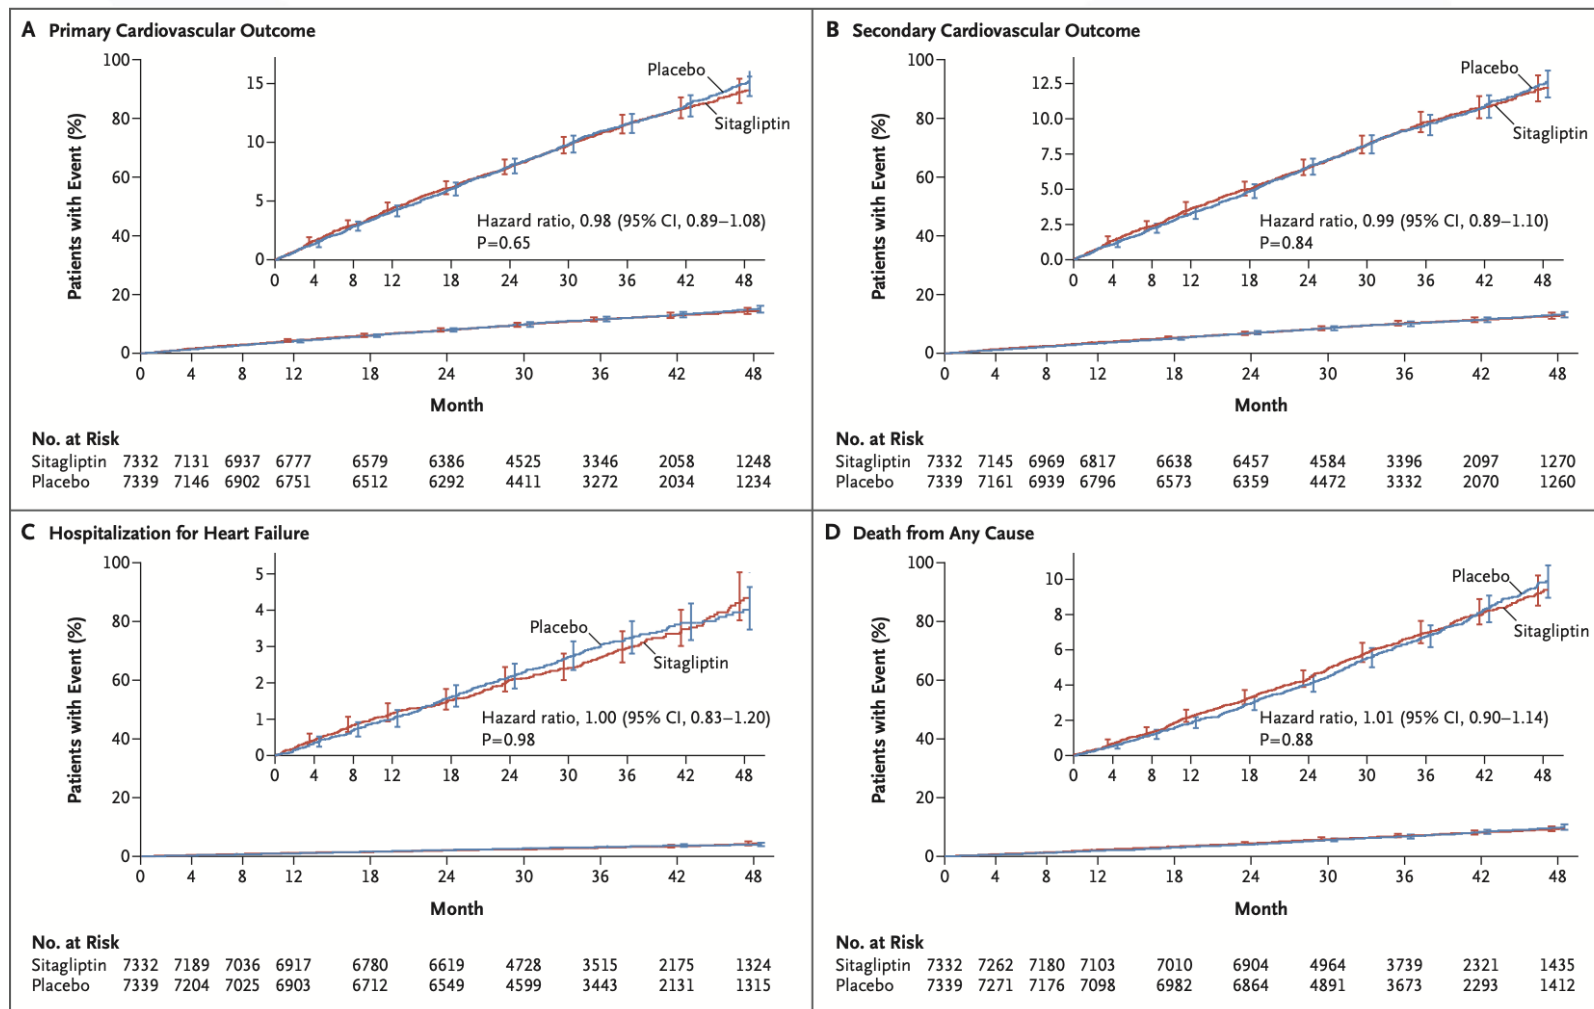 A Primary Cardiovascular Outcome
Patients with Event (%)
100
80
60
40
20
0
15
10
5
0
Placebo
Sitagliptin
Hazard ratio, 0.98 (95% CI, 0.89–1.08)
P=0.65
0 4 8 12 18 24 30 36 42 48
0 4 8 12 18 24 30 36 42 48
Month
No. at Risk
Sitagliptin 7332 7131 6937 6777 6579 6386 4525 3346 2058 1248
Placebo 7339 7146 6902 6751 6512 6292 4411 3272 2034 1234
B Secondary Cardiovascular Outcome
Patients with Event (%)
100
80
60
40
20
0
12.5
10.0
7.5
5.0
2.5
0.0
Placebo
Sitagliptin
Hazard ratio, 0.99 (95% CI, 0.89–1.10)
P=0.84
0 4 8 12 18 24 30 36 42 48
0 4 8 12 18 24 30 36 42 48
Month
No. at Risk
Sitagliptin 7332 7145 6969 6817 6638 6457 4584 3396 2097 1270
Placebo 7339 7161 6939 6796 6573 6359 4472 3332 2070 1260
C Hospitalization for Heart Failure
Patients with Event (%)
100
80
60
40
20
0
5
4
3
2
1
0
Placebo
Sitagliptin
Hazard ratio, 1.00 (95% CI, 0.83–1.20)
P=0.98
0 4 8 12 18 24 30 36 42 48
0 4 8 12 18 24 30 36 42 48
Month
No. at Risk
Sitagliptin 7332 7189 7036 6917 6780 6619 4728 3515 2175 1324
Placebo 7339 7204 7025 6903 6712 6549 4599 3443 2131 1315
D Death from Any Cause
Patients with Event (%)
100
80
60
40
20
0
10
8
6
4
2
0
Placebo
Sitagliptin
Hazard ratio, 1.01 (95% CI, 0.90–1.14)
P=0.88
0 4 8 12 18 24 30 36 42 48
0 4 8 12 18 24 30 36 42 48
Month
No. at Risk
Sitagliptin 7332 7262 7180 7103 7010 6904 4964 3739 2321 1435
Placebo 7339 7271 7176 7098 6982 6864 4891 3673 2293 1412